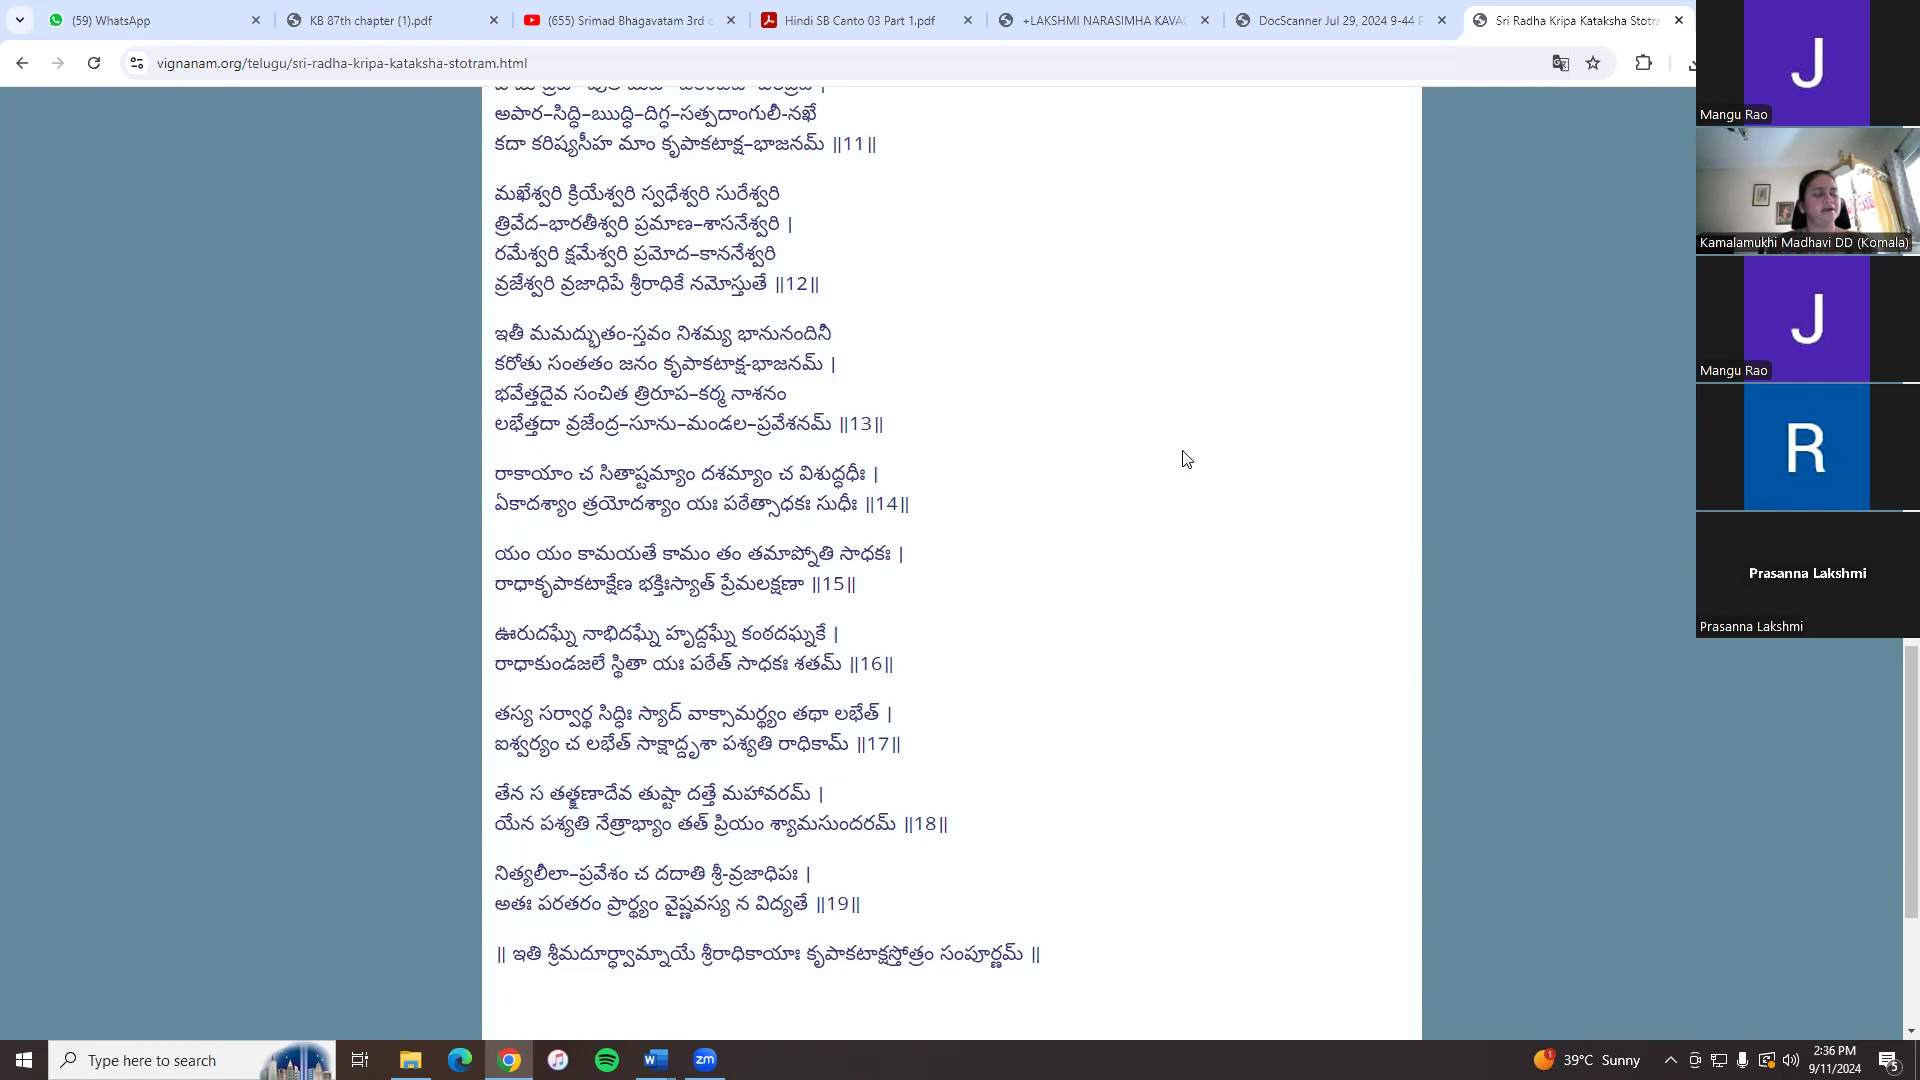 (59) WhatsApp
KB 87th chapter (1).pdf
(655) Srimad Bhagavatam 3rd c
Hindi SB Canto 03 Part 1.pdf
+LAKSHMI NARASIMHA KAVAC
DocScanner Jul 29, 2024 9-44 P
Sri Radha Kripa Kataksha Stotra
vignanam.org/telugu/sri-radha-kripa-kataksha-stotram.html
అపార–సిద్ధి–ఋద్ధి–దిగ్ధ–సత్పదాంగులీ-నఖే
కదా కరిష్యసీహ మాం కృపాకటాక్ష–భాజనమ్ ‖11‖
మఖేశ్వరి క్రియేశ్వరి స్వధేశ్వరి సురేశ్వరి
త్రివేద–భారతీశ్వరి ప్రమాణ–శాసనేశ్వరి |
రమేశ్వరి క్షమేశ్వరి ప్రమోద–కాననేశ్వరి
వ్రజేశ్వరి వ్రజాధిపే శ్రీరాధికే నమోస్తుతే ‖12‖
ఇతీ మమద్భుతం-స్తవం నిశమ్య భానునందినీ
కరోతు సంతతం జనం కృపాకటాక్ష-భాజనమ్ |
భవేత్తదైవ సంచిత త్రిరూప–కర్మ నాశనం
లభేత్తదా వ్రజేంద్ర–సూను–మండల–ప్రవేశనమ్ ‖13‖
రాకాయాం చ సితాష్టమ్యాం దశమ్యాం చ విశుద్ధధీః |
ఏకాదశ్యాం త్రయోదశ్యాం యః పఠేత్సాధకః సుధీః ‖14‖
యం యం కామయతే కామం తం తమాప్నోతి సాధకః |
రాధాకృపాకటాక్షేణ భక్తిఃస్యాత్ ప్రేమలక్షణా ‖15‖
ఊరుదఘ్నే నాభిదఘ్నే హృద్దఘ్నే కంఠదఘ్నకే |
రాధాకుండజలే స్థితా యః పఠేత్ సాధకః శతమ్ ‖16‖
తస్య సర్వార్థ సిద్ధిః స్యాద్ వాక్సామర్థ్యం తథా లభేత్ |
ఐశ్వర్యం చ లభేత్ సాక్షాద్దృశా పశ్యతి రాధికామ్ ‖17‖
తేన స తత్క్షణాదేవ తుష్టా దత్తే మహావరమ్ |
యేన పశ్యతి నేత్రాభ్యాం తత్ ప్రియం శ్యామసుందరమ్ ‖18‖
నిత్యలీలా–ప్రవేశం చ దదాతి శ్రీ-వ్రజాధిపః |
అతః పరతరం ప్రార్థ్యం వైష్ణవస్య న విద్యతే ‖19‖
‖ ఇతి శ్రీమదూర్ధ్వామ్నాయే శ్రీరాధికాయాః కృపాకటాక్షస్తోత్రం సంపూర్ణమ్ ‖
J
Mangu Rao
Kamalamukhi Madhavi DD (Komala)
J
Mangu Rao
R
Prasanna Lakshmi
Prasanna Lakshmi
Type here to search
39°C Sunny
2:36 PM
9/11/2024